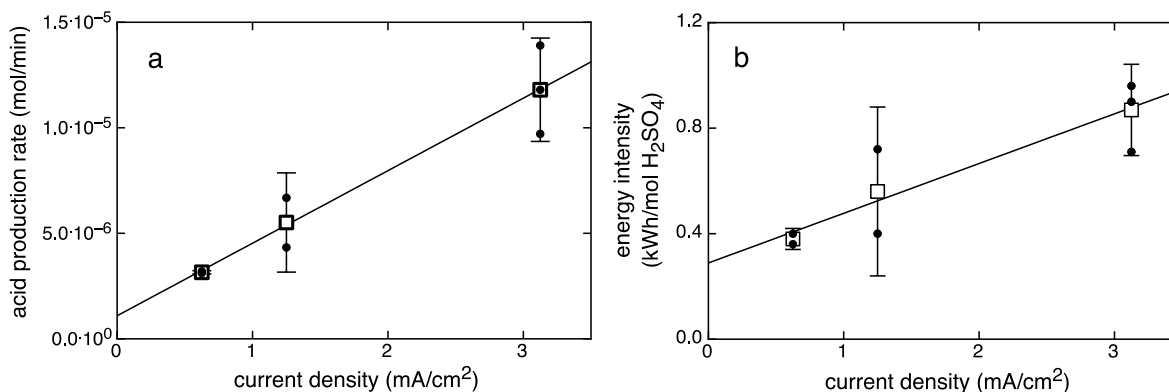 a
acid production rate (mol/min)
1.5·10⁻⁵
1.0·10⁻⁵
5.0·10⁻⁶
0.0·10⁰
0 1 2 3
current density (mA/cm²)
b
energy intensity
(kWh/mol H₂SO₄)
1.2
0.8
0.4
0.0
0 1 2 3
current density (mA/cm²)